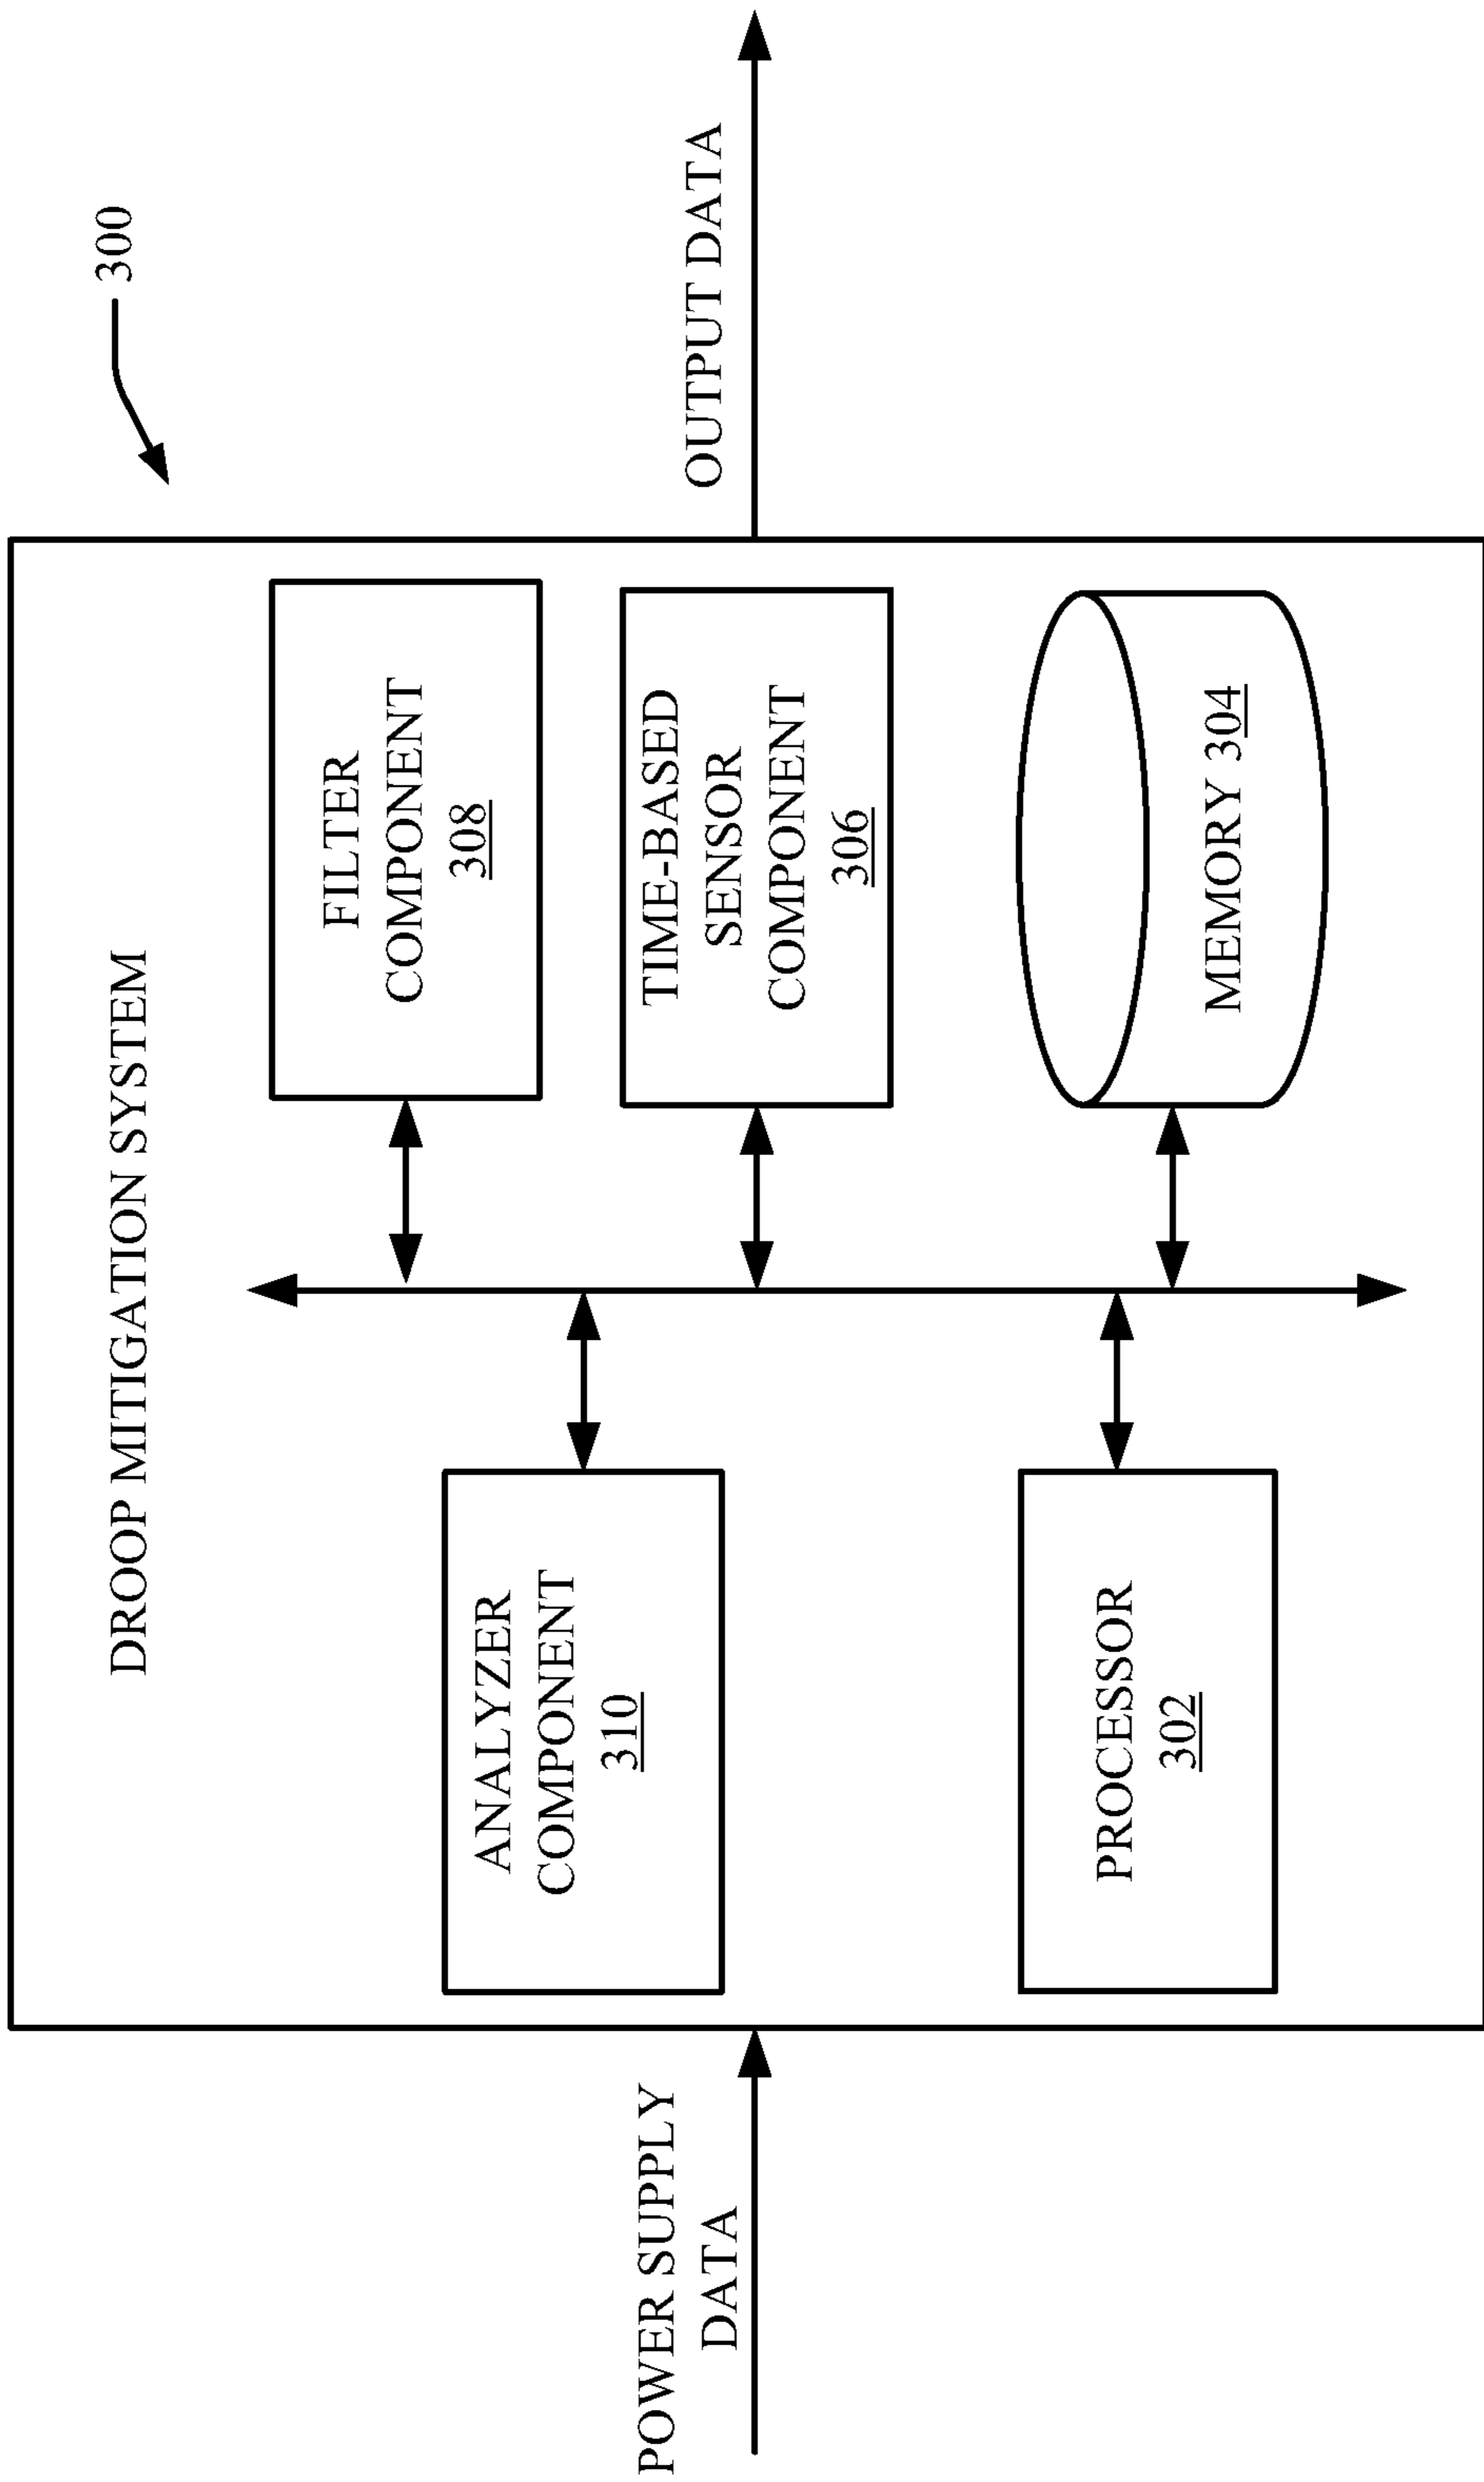 300
DROOP MITIGATION SYSTEM
POWER SUPPLY
DATA
ANALYZER
COMPONENT
310
FILTER
COMPONENT
308
OUTPUT DATA
TIME-BASED
SENSOR
COMPONENT
306
PROCESSOR
302
MEMORY 304